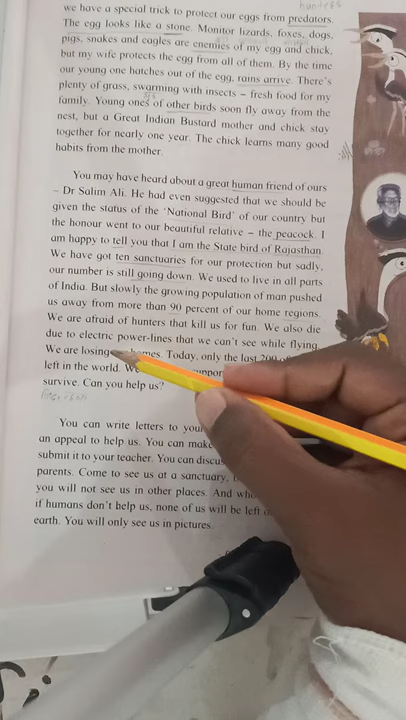 hunters
we have a special trick to protect our eggs from predators.
The egg looks like a stone. Monitor lizards, foxes, dogs,
pigs, snakes and eagles are enemies of my egg and chick,
but my wife protects the egg from all of them. By the time
our young one hatches out of the egg, rains arrive. There's
plenty of grass, swarming with insects – fresh food for my
family. Young ones of other birds soon fly away from the
nest, but a Great Indian Bustard mother and chick stay
together for nearly one year. The chick learns many good
habits from the mother.
You may have heard about a great human friend of ours
– Dr Salim Ali. He had even suggested that we should be
given the status of the 'National Bird' of our country but
the honour went to our beautiful relative – the peacock. I
am happy to tell you that I am the State bird of Rajasthan.
We have got ten sanctuaries for our protection but sadly,
our number is still going down. We used to live in all parts
of India. But slowly the growing population of man pushed
us away from more than 90 percent of our home regions.
We are afraid of hunters that kill us for fun. We also die
due to electric power-lines that we can't see while flying.
We are losing Today, only the last 200
left in the world.
survive. Can you help us?
You can write letters to
an appeal to help us. You can make
submit it to your teacher. You can
parents. Come to see us at a sanctuary,
you will not see us in other places. And
if humans don't help us, none of us will be left
earth. You will only see us in pictures.